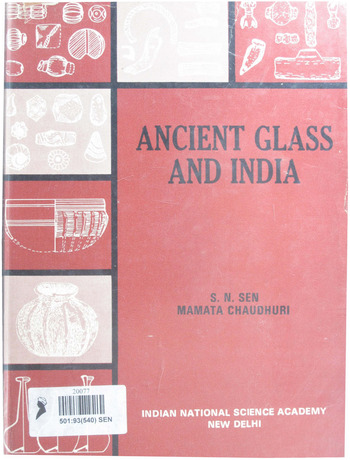 ANCIENT GLASS
AND INDIA
S. N. SEN
MAMATA CHAUDHURI
20077
501:93(540) SEN
INDIAN NATIONAL SCIENCE ACADEMY
NEW DELHI